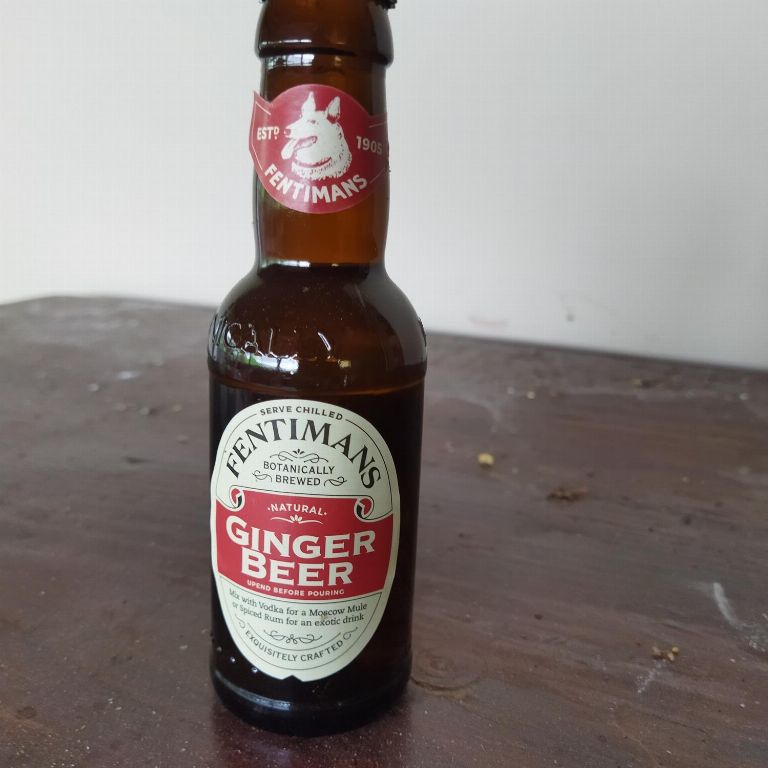 ESTD 1905
FENTIMANS
SERVE CHILLED
FENTIMANS
BOTANICALLY
BREWED
·NATURAL·
GINGER
BEER
UPEND BEFORE POURING
Mix with Vodka for a Moscow Mule
or Spiced Rum for an exotic drink
EXQUISITELY CRAFTED